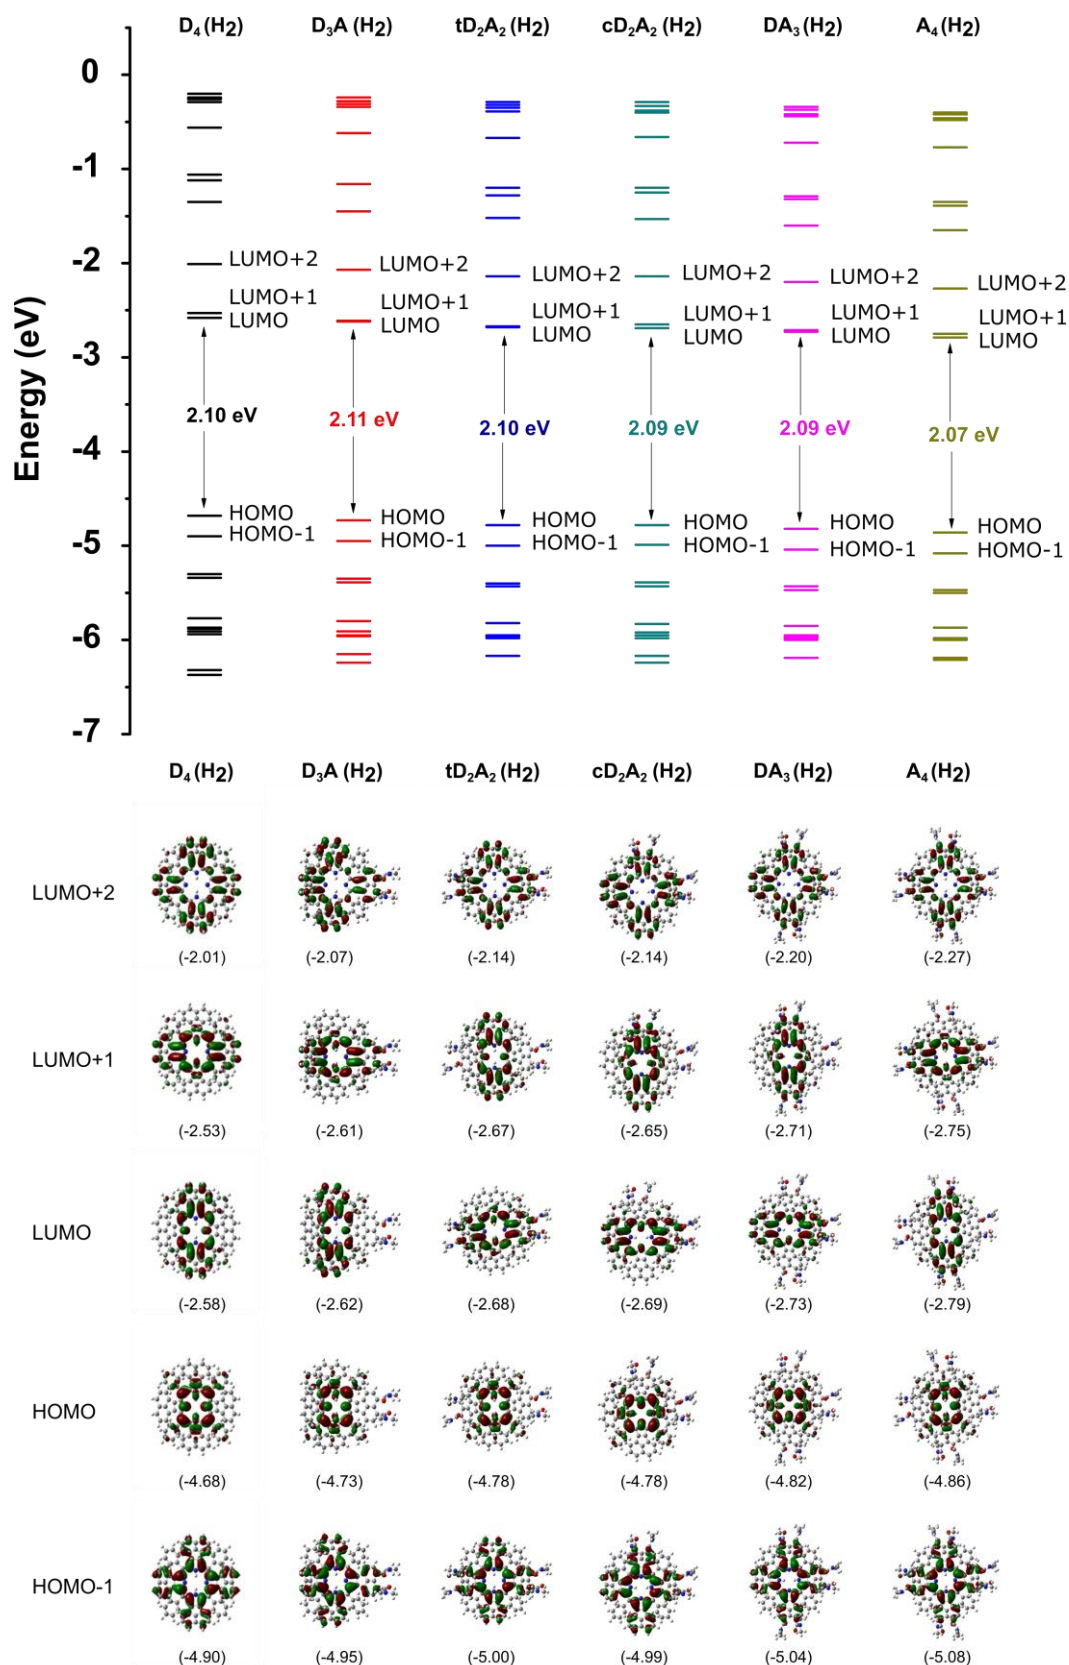 D₄ (H2) D₃A (H2) tD₂A₂ (H2) cD₂A₂ (H2) DA₃ (H2) A₄ (H2)
Energy (eV)
0
-1
-2
-3
-4
-5
-6
-7
LUMO+2 LUMO+2 LUMO+2 LUMO+2 LUMO+2 LUMO+2
LUMO+1 LUMO+1 LUMO+1 LUMO+1 LUMO+1 LUMO+1
LUMO LUMO LUMO LUMO LUMO LUMO
2.10 eV 2.11 eV 2.10 eV 2.09 eV 2.09 eV 2.07 eV
HOMO HOMO HOMO HOMO HOMO HOMO
HOMO-1 HOMO-1 HOMO-1 HOMO-1 HOMO-1 HOMO-1
D₄ (H2) D₃A (H2) tD₂A₂ (H2) cD₂A₂ (H2) DA₃ (H2) A₄ (H2)
LUMO+2
(-2.01) (-2.07) (-2.14) (-2.14) (-2.20) (-2.27)
LUMO+1
(-2.53) (-2.61) (-2.67) (-2.65) (-2.71) (-2.75)
LUMO
(-2.58) (-2.62) (-2.68) (-2.69) (-2.73) (-2.79)
HOMO
(-4.68) (-4.73) (-4.78) (-4.78) (-4.82) (-4.86)
HOMO-1
(-4.90) (-4.95) (-5.00) (-4.99) (-5.04) (-5.08)